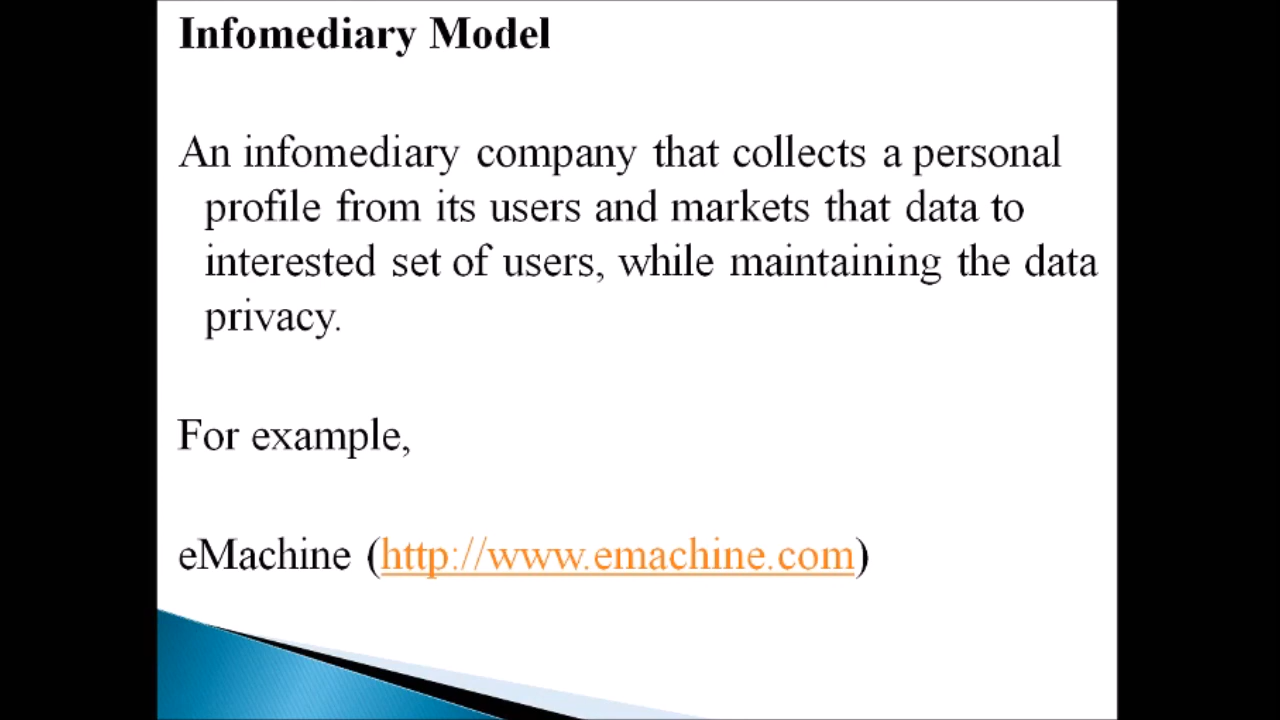 Infomediary Model
An infomediary company that collects a personal
profile from its users and markets that data to
interested set of users, while maintaining the data
privacy.
For example,
eMachine (http://www.emachine.com)